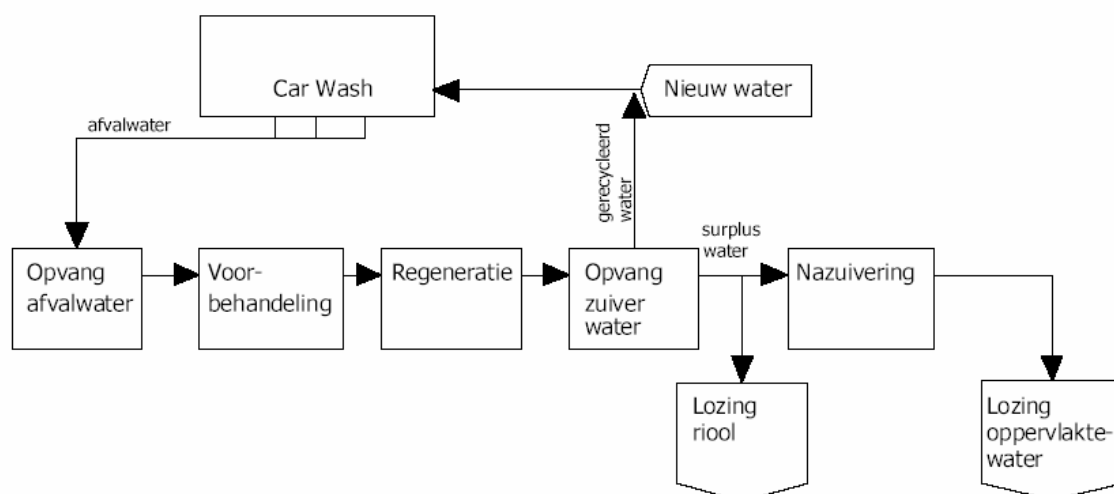 Car Wash
Nieuw water
afvalwater
gerecycleerd
water
surplus
water
Opvang
afvalwater
Voor-
behandeling
Regeneratie
Opvang
zuiver
water
Nazuivering
Lozing
riool
Lozing
oppervlakte-
water